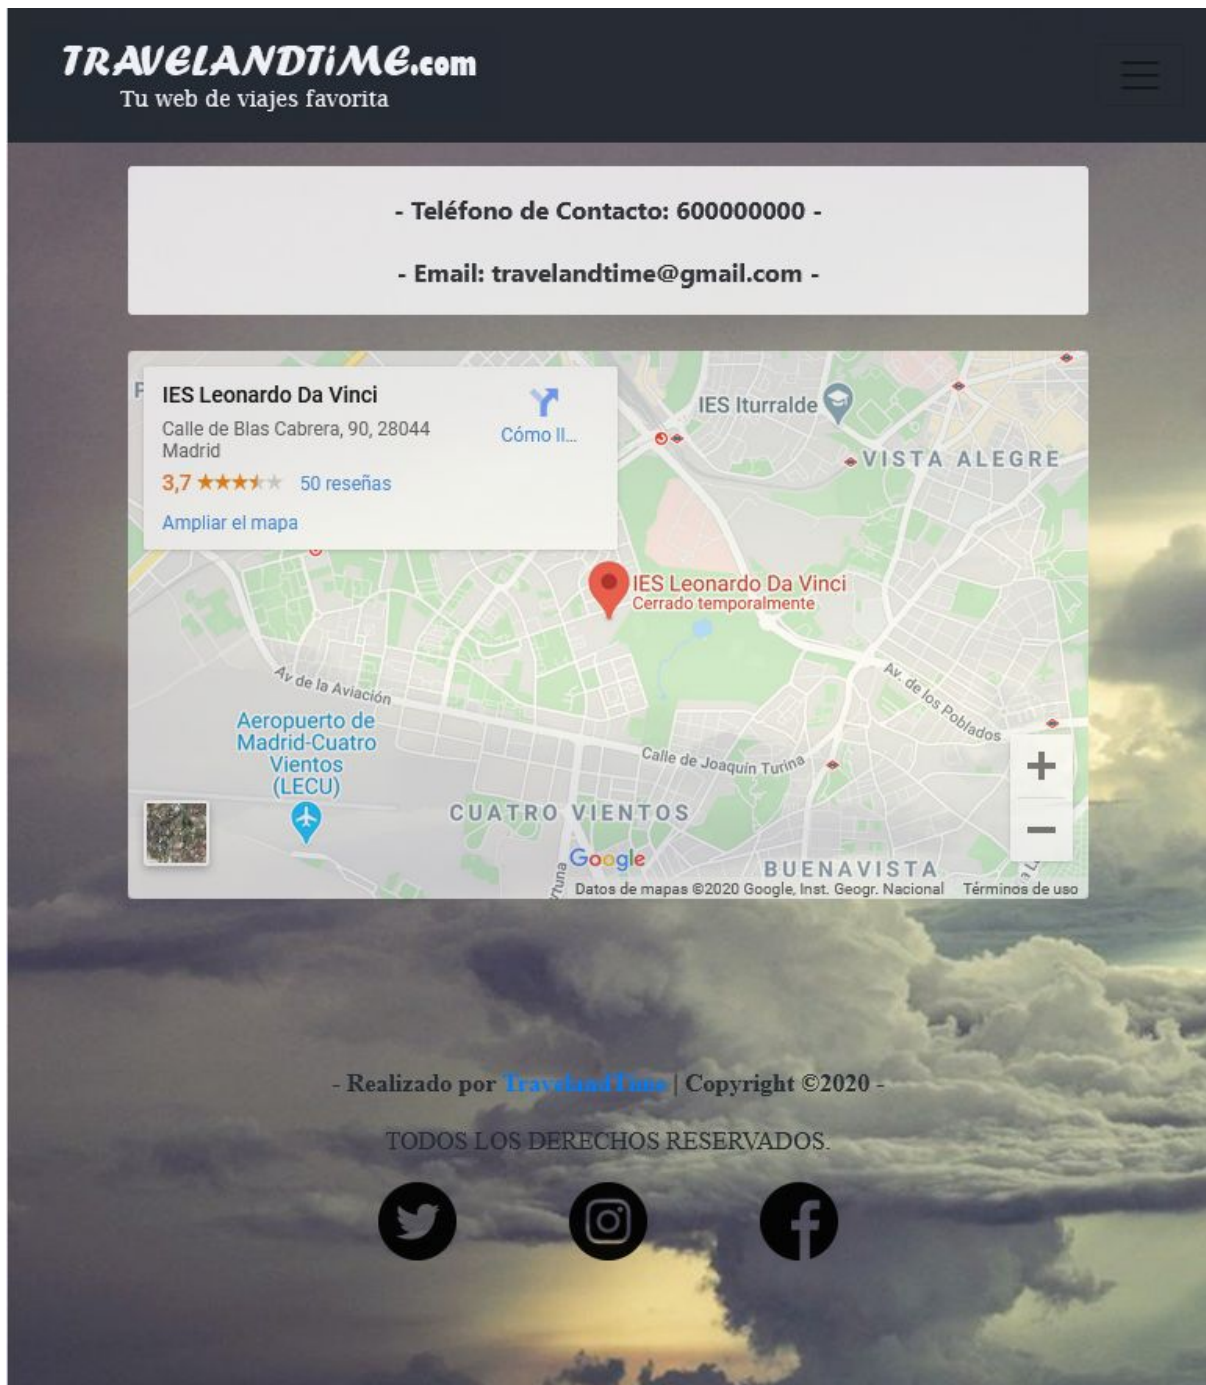 TRAVELANDTiME.com
Tu web de viajes favorita
- Teléfono de Contacto: 600000000 -
- Email: travelandtime@gmail.com -
P
IES Leonardo Da Vinci
Calle de Blas Cabrera, 90, 28044
Madrid
3,7
50 reseñas
Ampliar el mapa
Cómo ll...
IES Iturralde
VISTA ALEGRE
IES Leonardo Da Vinci
Cerrado temporalmente
Av de la Aviación
Av. de los Poblados
Aeropuerto de
Madrid-Cuatro
Vientos
(LECU)
Calle de Joaquín Turina
CUATRO VIENTOS
Google
BUENAVISTA
Datos de mapas ©2020 Google, Inst. Geogr. Nacional
Términos de uso
- Realizado por TravelandTime | Copyright ©2020 -
TODOS LOS DERECHOS RESERVADOS.